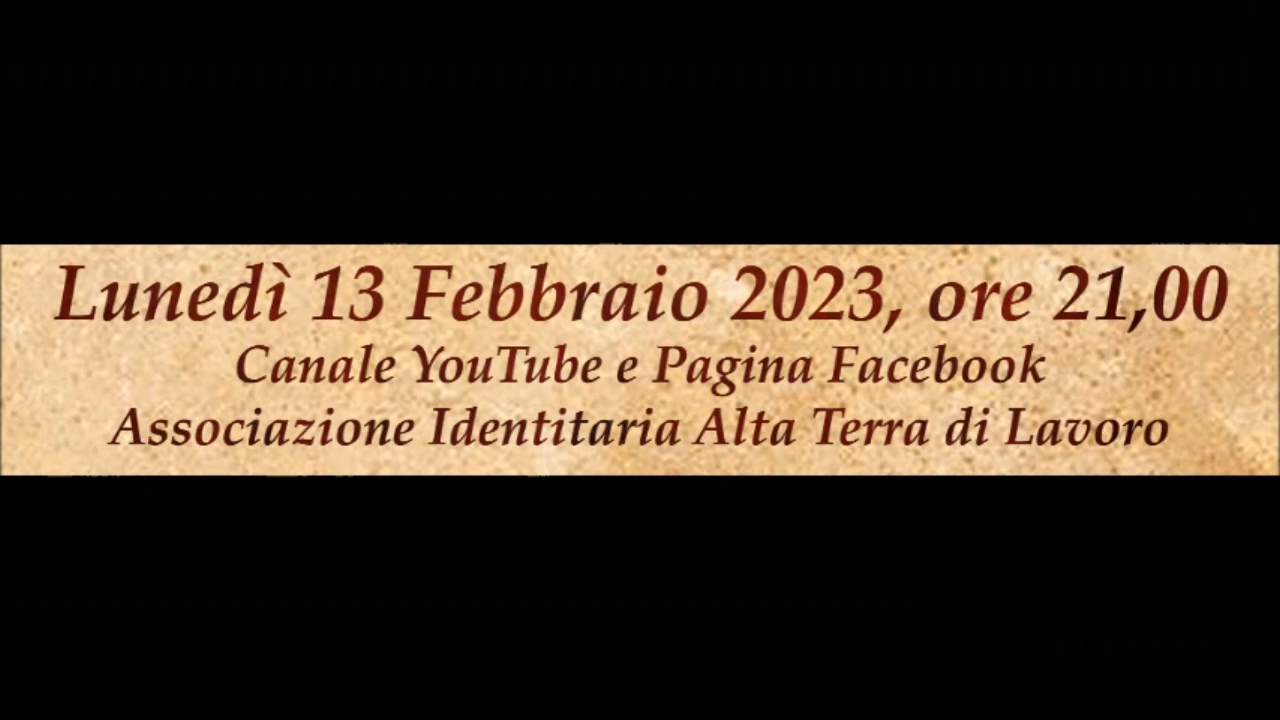 Lunedì 13 Febbraio 2023, ore 21,00
Canale YouTube e Pagina Facebook
Associazione Identitaria Alta Terra di Lavoro